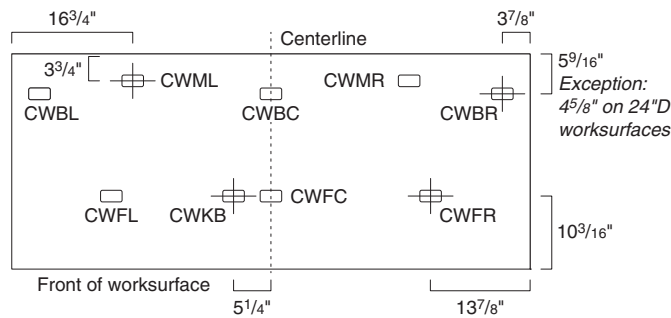 16 3/4"
3 7/8"
Centerline
3 3/4"
5 9/16"
Exception:
4 5/8" on 24"D
worksurfaces
CWML
CWMR
CWBL
CWBC
CWBR
CWFL
CWKB
CWFC
CWFR
10 3/16"
Front of worksurface
5 1/4"
13 7/8"